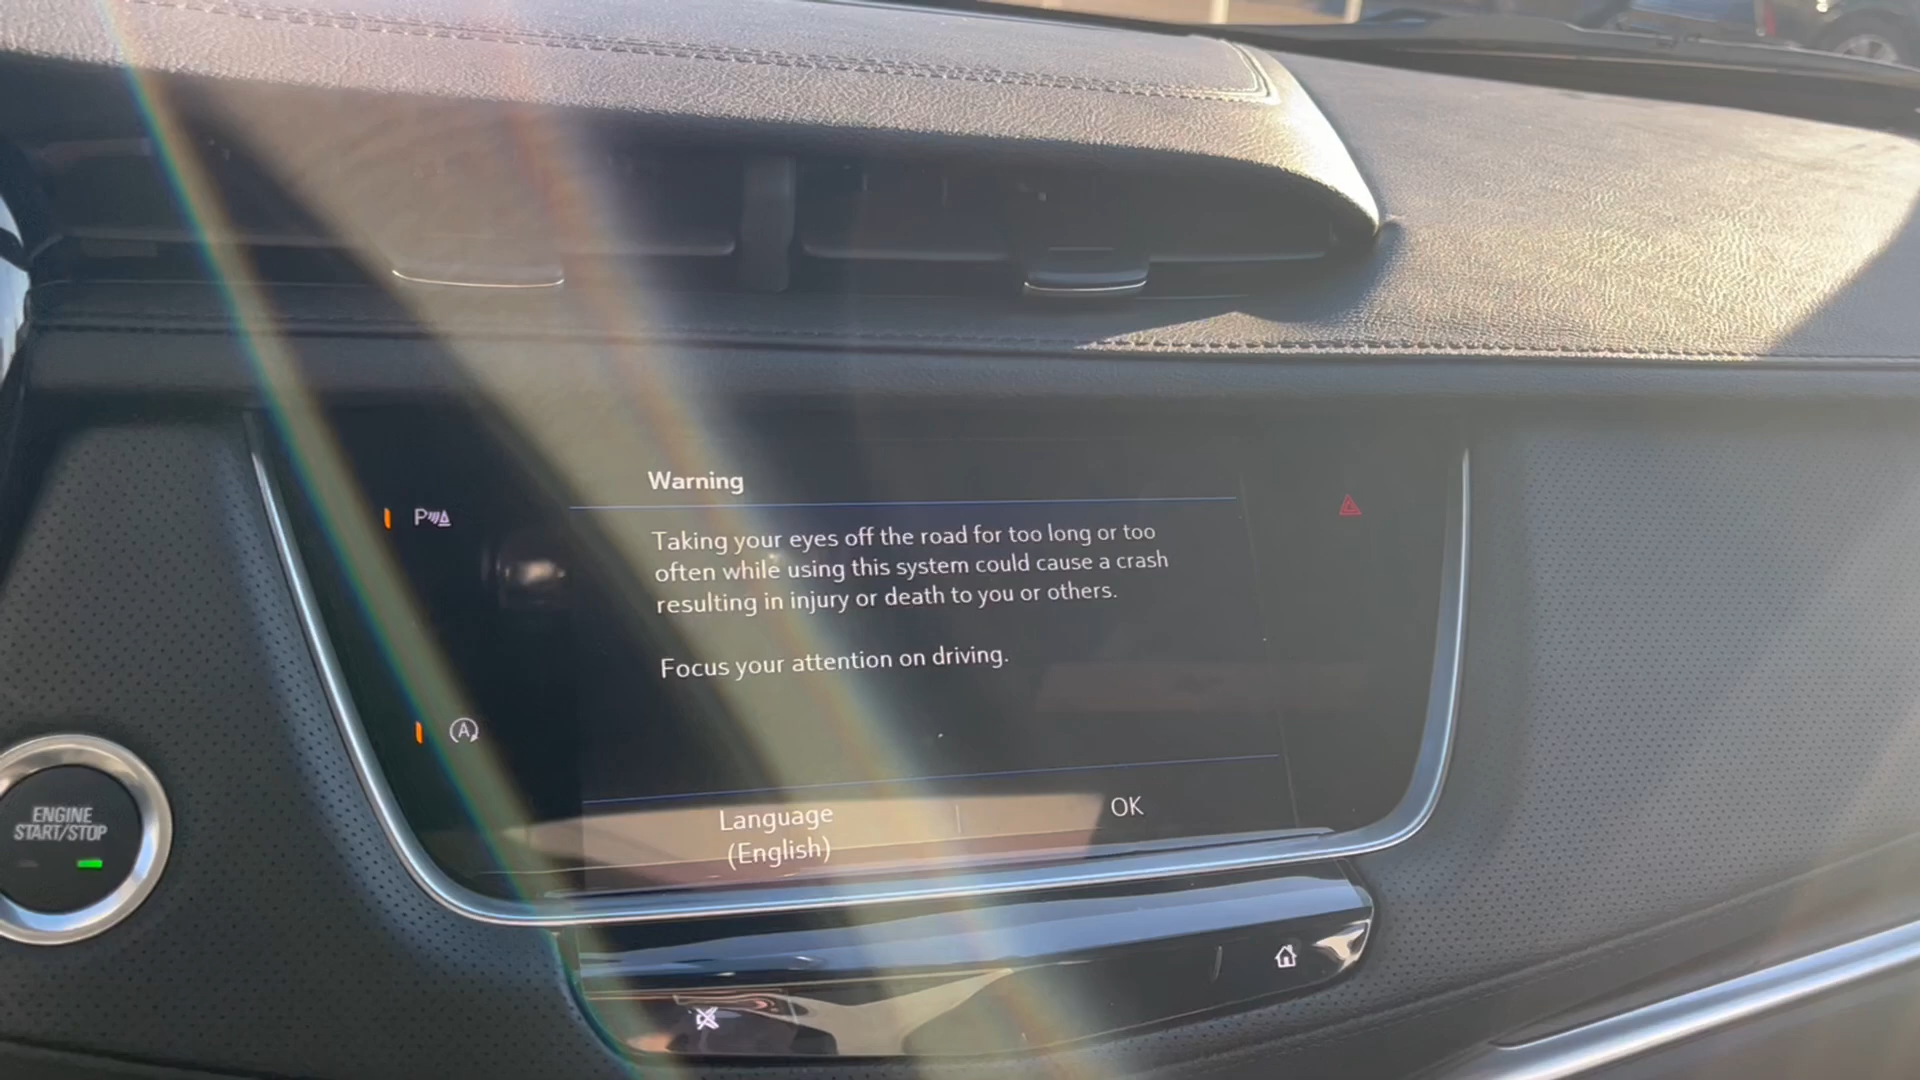 Warning
P
Taking your eyes off the road for too long or too
often while using this system could cause a crash
resulting in injury or death to you or others.
Focus your attention on driving.
A
ENGINE
START/STOP
Language
(English)
OK